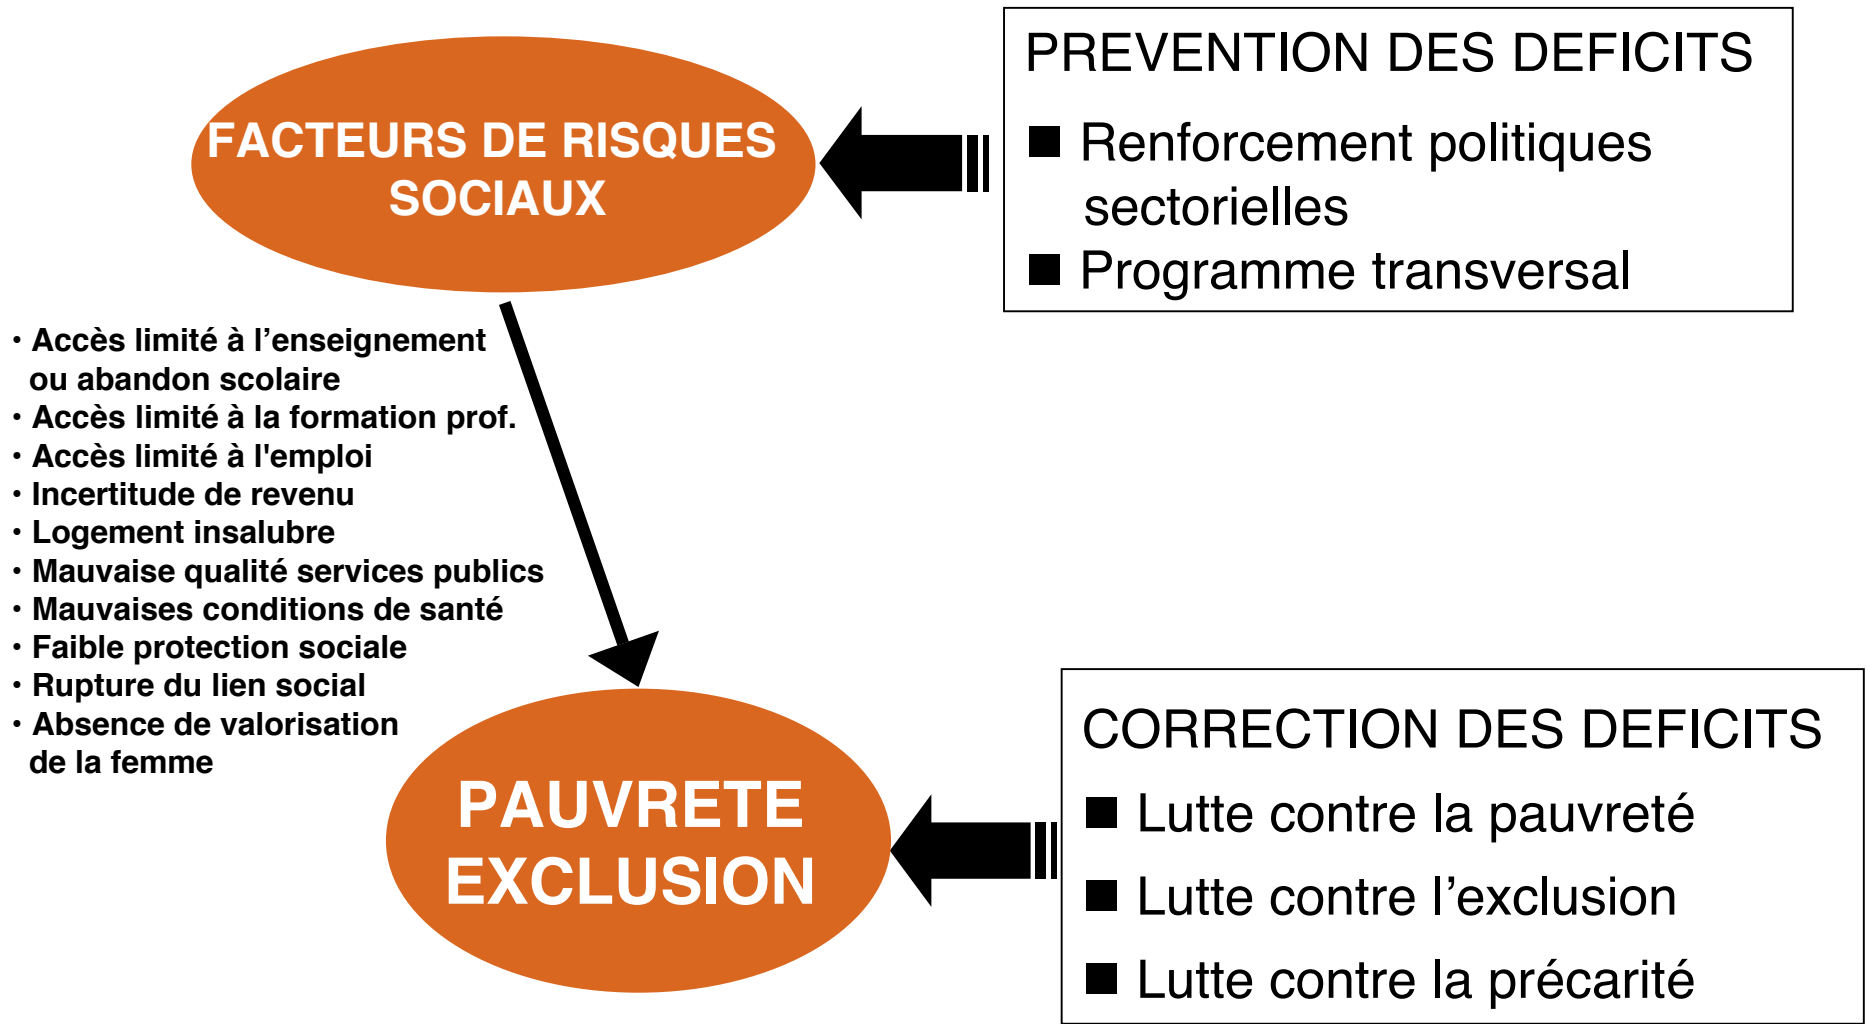 FACTEURS DE RISQUES
SOCIAUX
PREVENTION DES DEFICITS
■ Renforcement politiques
sectorielles
■ Programme transversal
• Accès limité à l’enseignement
ou abandon scolaire
• Accès limité à la formation prof.
• Accès limité à l'emploi
• Incertitude de revenu
• Logement insalubre
• Mauvaise qualité services publics
• Mauvaises conditions de santé
• Faible protection sociale
• Rupture du lien social
• Absence de valorisation
de la femme
PAUVRETE
EXCLUSION
CORRECTION DES DEFICITS
■ Lutte contre la pauvreté
■ Lutte contre l’exclusion
■ Lutte contre la précarité